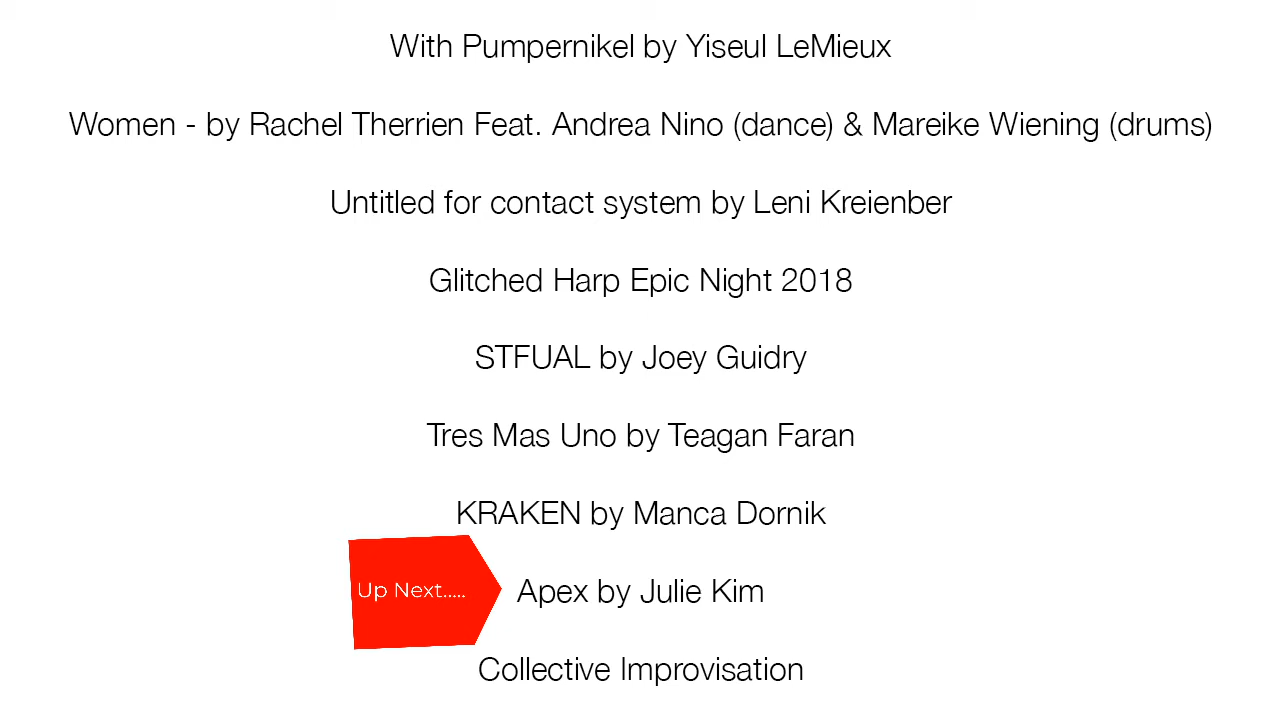 With Pumpernikel by Yiseul LeMieux
Women - by Rachel Therrien Feat. Andrea Nino (dance) & Mareike Wiening (drums)
Untitled for contact system by Leni Kreienber
Glitched Harp Epic Night 2018
STFUAL by Joey Guidry
Tres Mas Uno by Teagan Faran
KRAKEN by Manca Dornik
Up Next..... Apex by Julie Kim
Collective Improvisation